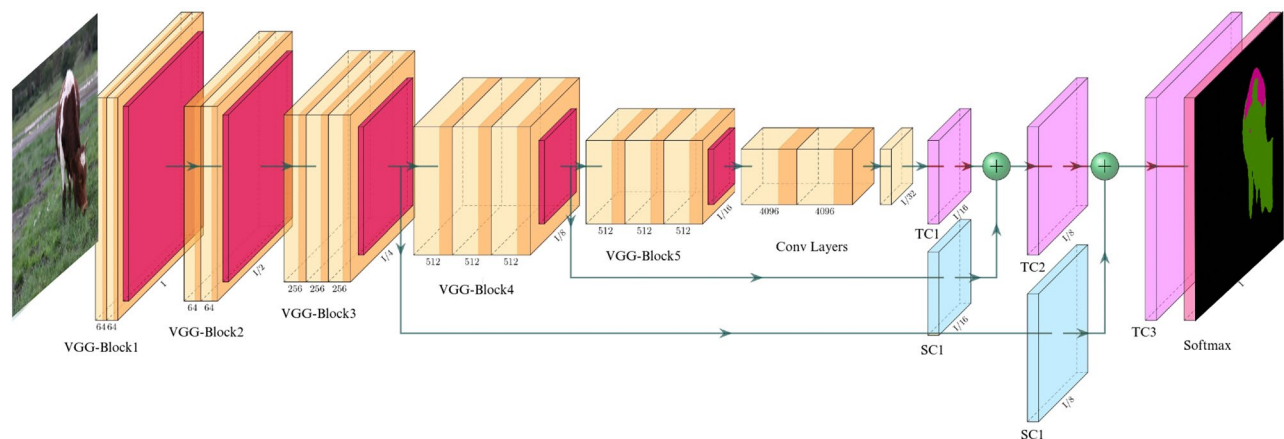 64 64
1
VGG-Block1
64 64
1/2
VGG-Block2
256 256 256
1/4
VGG-Block3
512 512 512
1/8
VGG-Block4
512 512 512
1/16
VGG-Block5
4096 4096
Conv Layers
1/32
TC1
1/16
+
SC1
1/16
TC2
1/8
+
SC1
1/8
TC3
Softmax
1